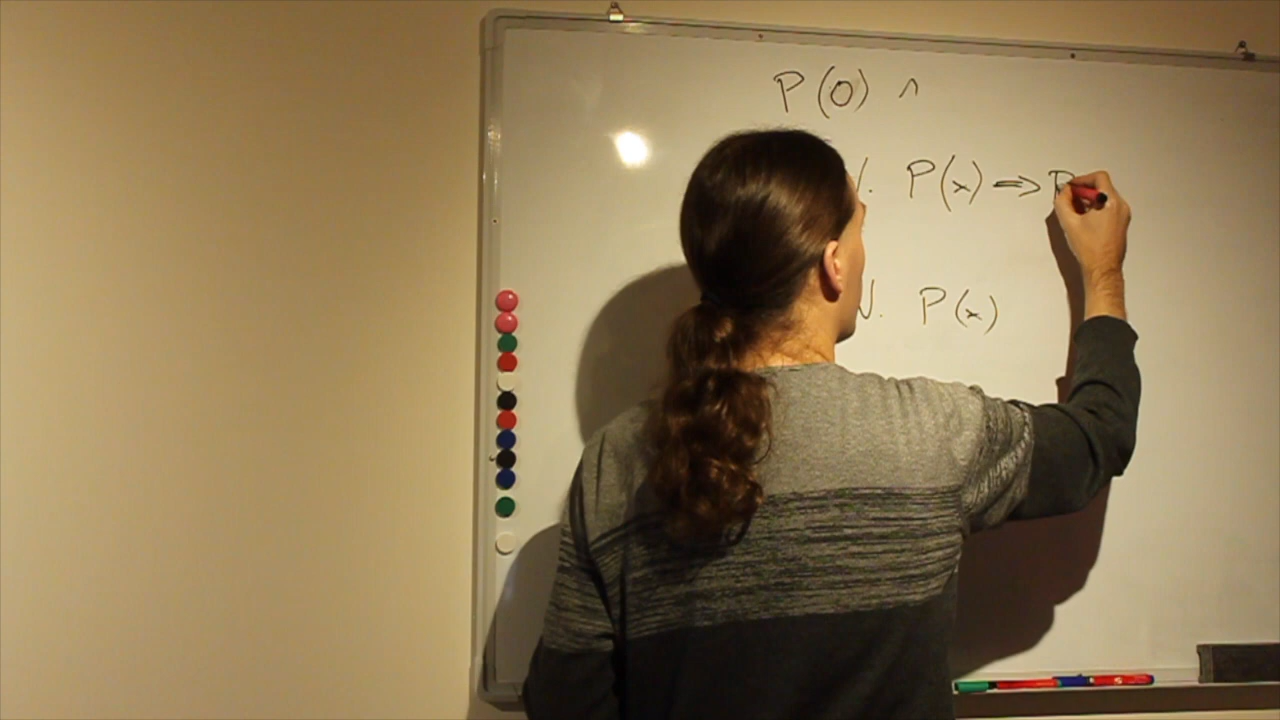 P(0) ∧
. P(x) => P
. P(x)